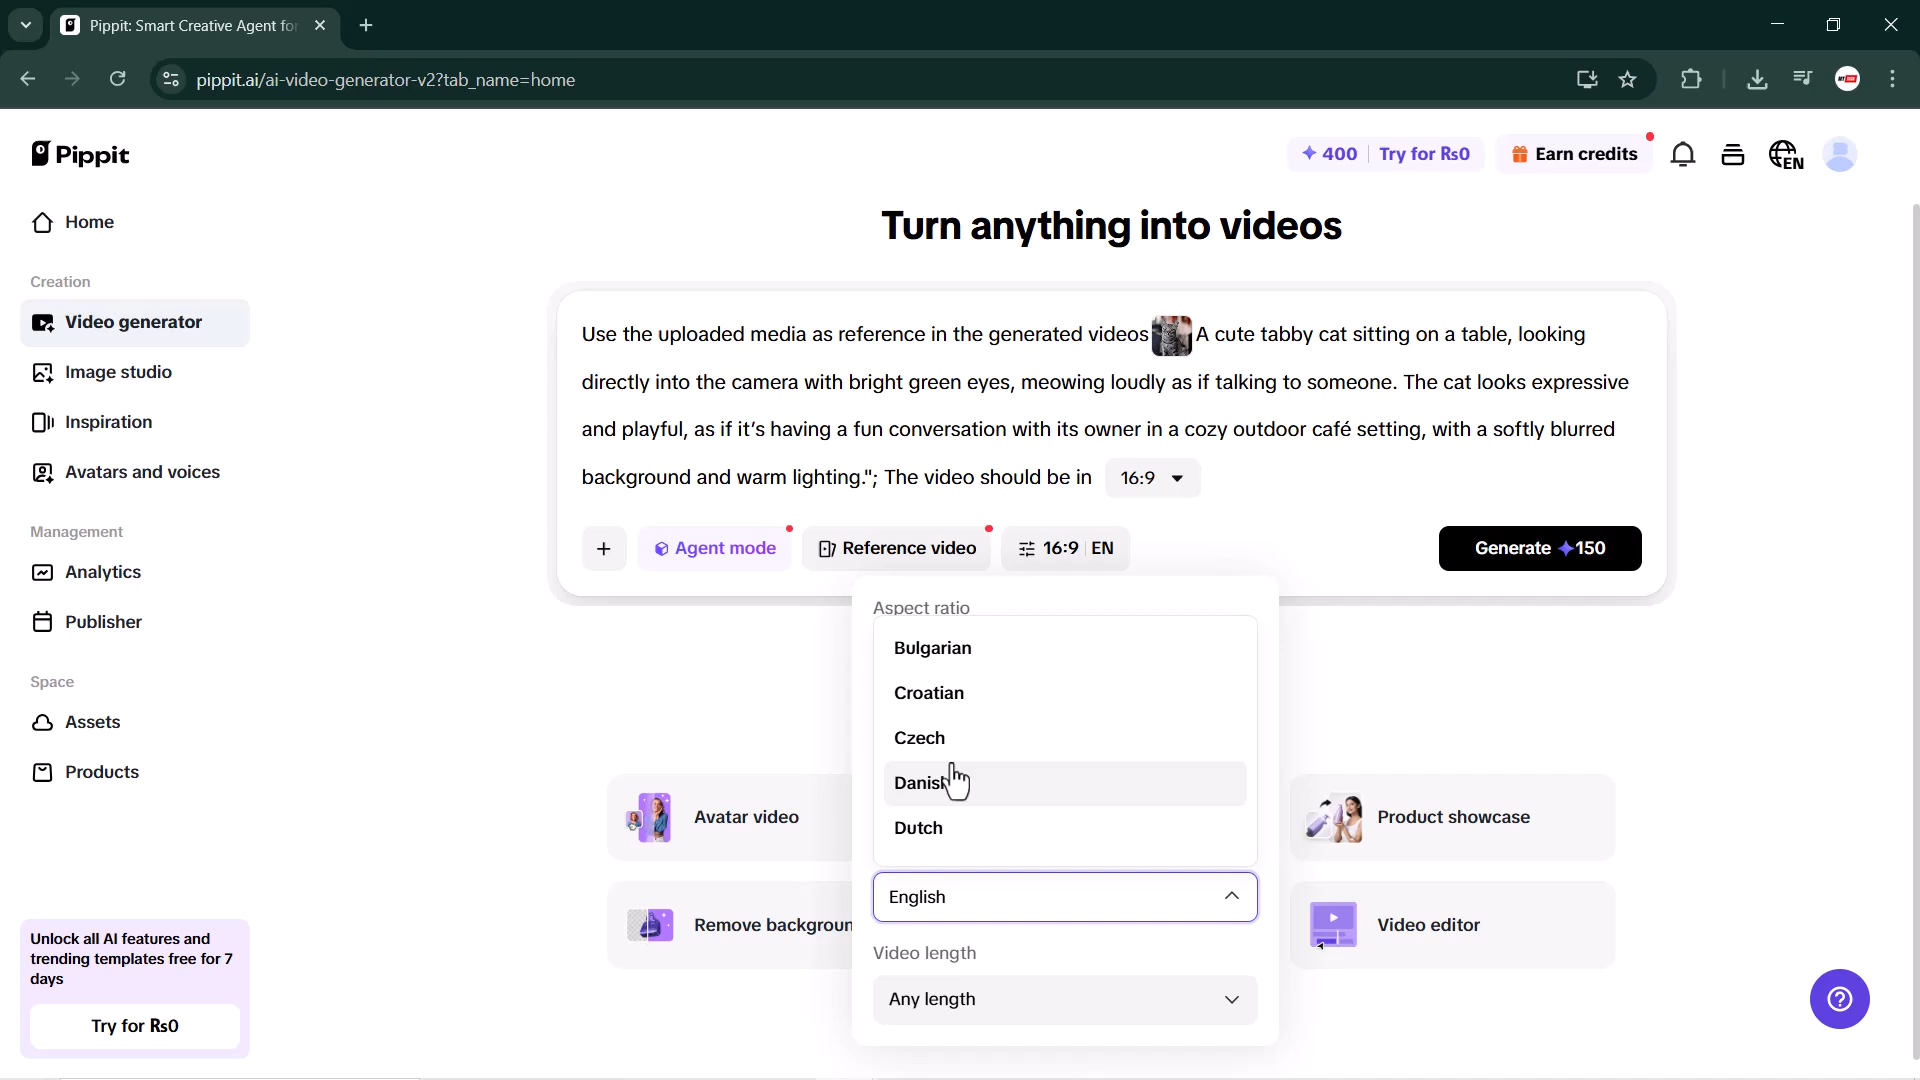 Pippit: Smart Creative Agent for
pippit.ai/ai-video-generator-v2?tab_name=home
Pippit
400 | Try for Rs0
Earn credits
EN
Home
Creation
Video generator
Image studio
Inspiration
Avatars and voices
Management
Analytics
Publisher
Space
Assets
Products
Unlock all AI features and
trending templates free for 7
days
Try for Rs0
Turn anything into videos
Use the uploaded media as reference in the generated videos A cute tabby cat sitting on a table, looking
directly into the camera with bright green eyes, meowing loudly as if talking to someone. The cat looks expressive
and playful, as if it’s having a fun conversation with its owner in a cozy outdoor café setting, with a softly blurred
background and warm lighting."; The video should be in 16:9
+ Agent mode Reference video 16:9 | EN Generate 150
Aspect ratio
Bulgarian
Croatian
Czech
Danish
Dutch
English
Video length
Any length
Avatar video
Product showcase
Remove backgroun
Video editor